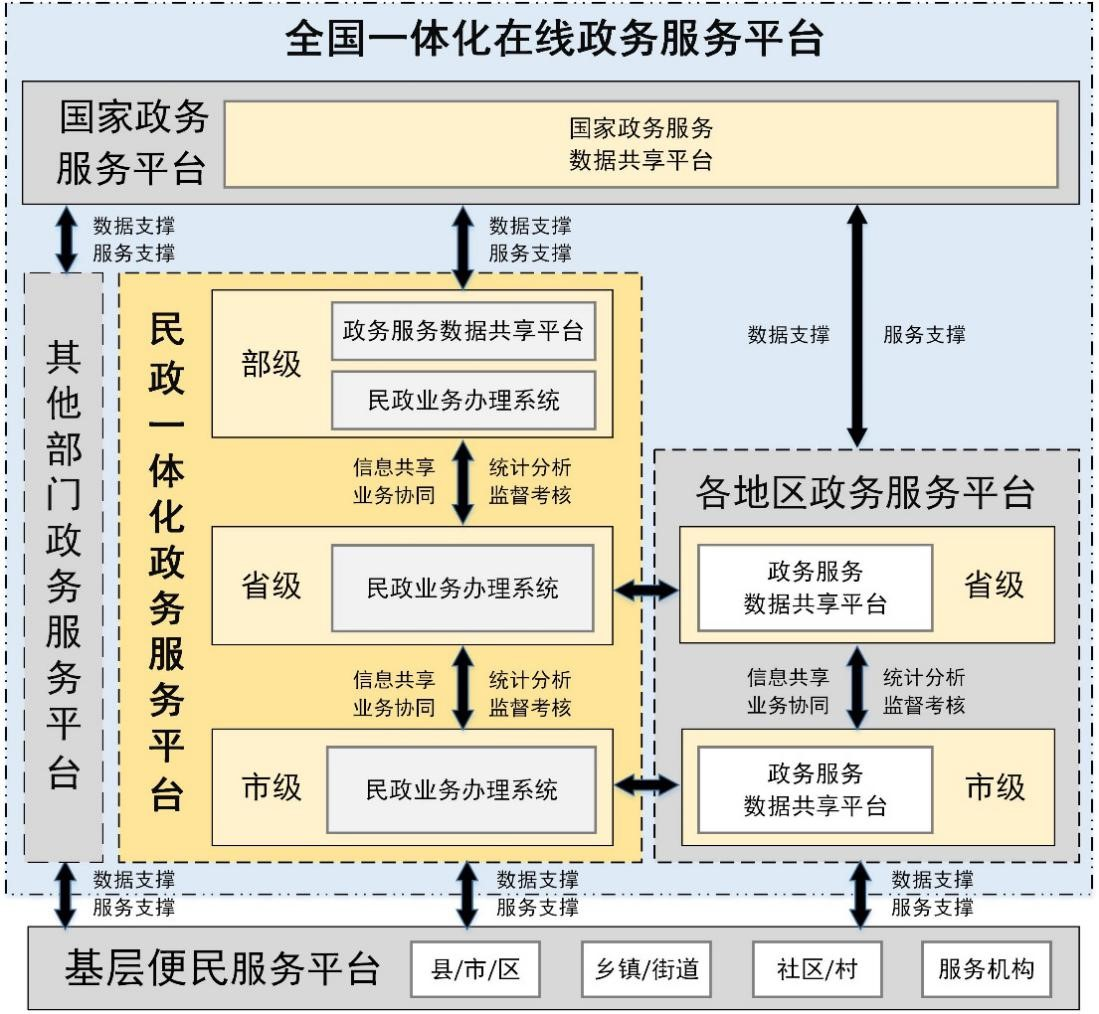 全国一体化在线政务服务平台
国家政务
服务平台
国家政务服务
数据共享平台
数据支撑
服务支撑
数据支撑
服务支撑
数据支撑
服务支撑
其他部门政务服务平台
民政一体化政务服务平台
部级
政务服务数据共享平台
民政业务办理系统
信息共享
业务协同
统计分析
监督考核
各地区政务服务平台
省级
民政业务办理系统
政务服务
数据共享平台
省级
信息共享
业务协同
统计分析
监督考核
信息共享
业务协同
统计分析
监督考核
市级
民政业务办理系统
政务服务
数据共享平台
市级
数据支撑
服务支撑
数据支撑
服务支撑
数据支撑
服务支撑
基层便民服务平台
县/市/区
乡镇/街道
社区/村
服务机构